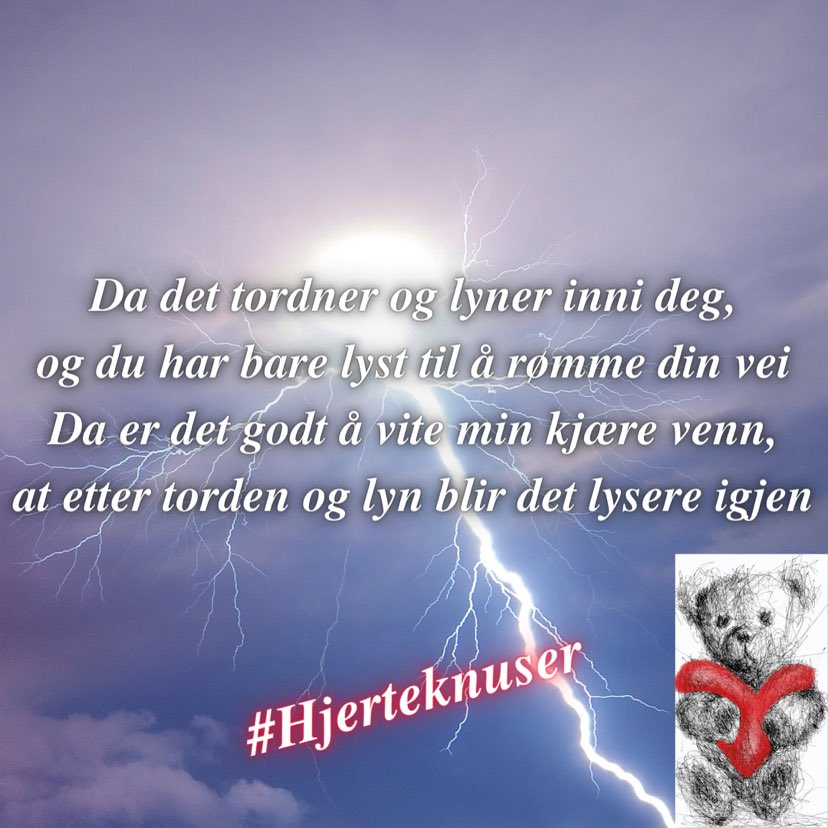 Da det tordner og lyner inni deg,
og du har bare lyst til å rømme din vei
Da er det godt å vite min kjære venn,
at etter torden og lyn blir det lysere igjen
#Hjerteknuser